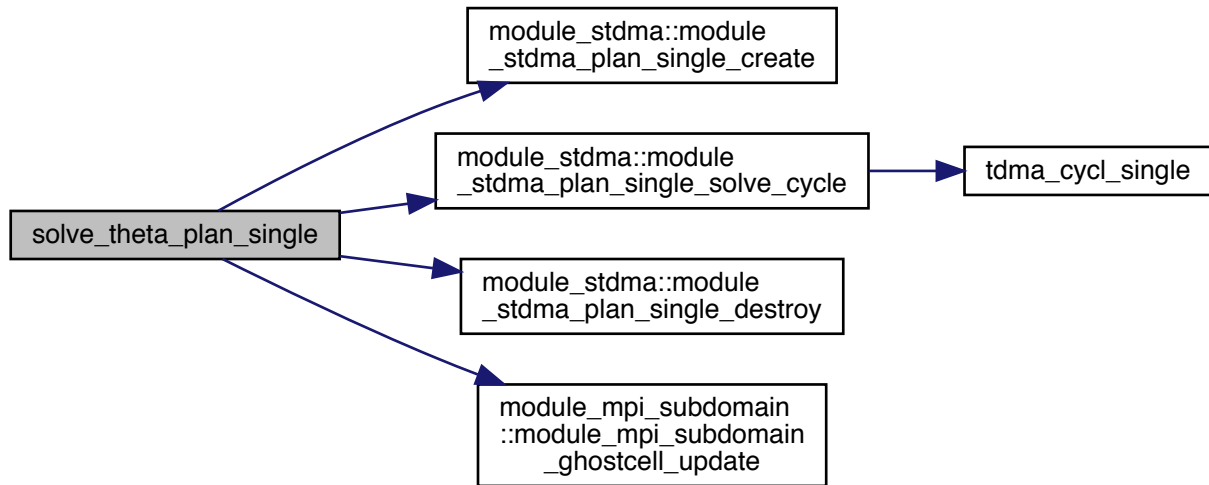 module_stdma::module
_stdma_plan_single_create
module_stdma::module
_stdma_plan_single_solve_cycle
tdma_cycl_single
solve_theta_plan_single
module_stdma::module
_stdma_plan_single_destroy
module_mpi_subdomain
::module_mpi_subdomain
_ghostcell_update